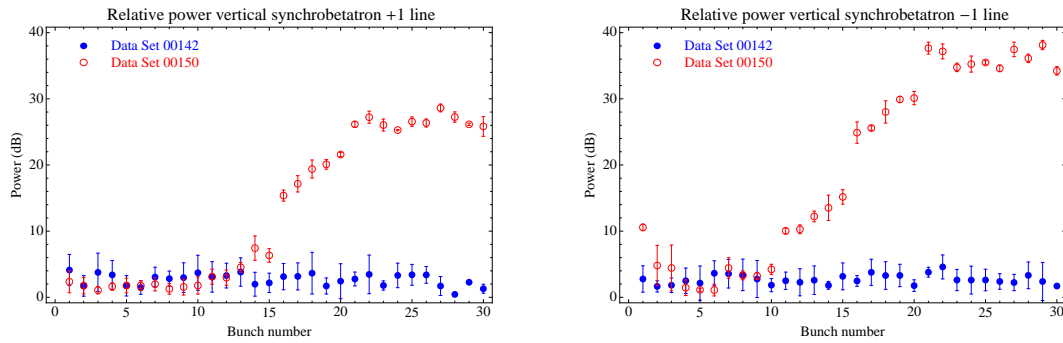 Relative power vertical synchrobetatron +1 line
Data Set 00142
Data Set 00150
Power (dB)
40
30
20
10
0
0 5 10 15 20 25 30
Bunch number
Relative power vertical synchrobetatron −1 line
Data Set 00142
Data Set 00150
Power (dB)
40
30
20
10
0
0 5 10 15 20 25 30
Bunch number